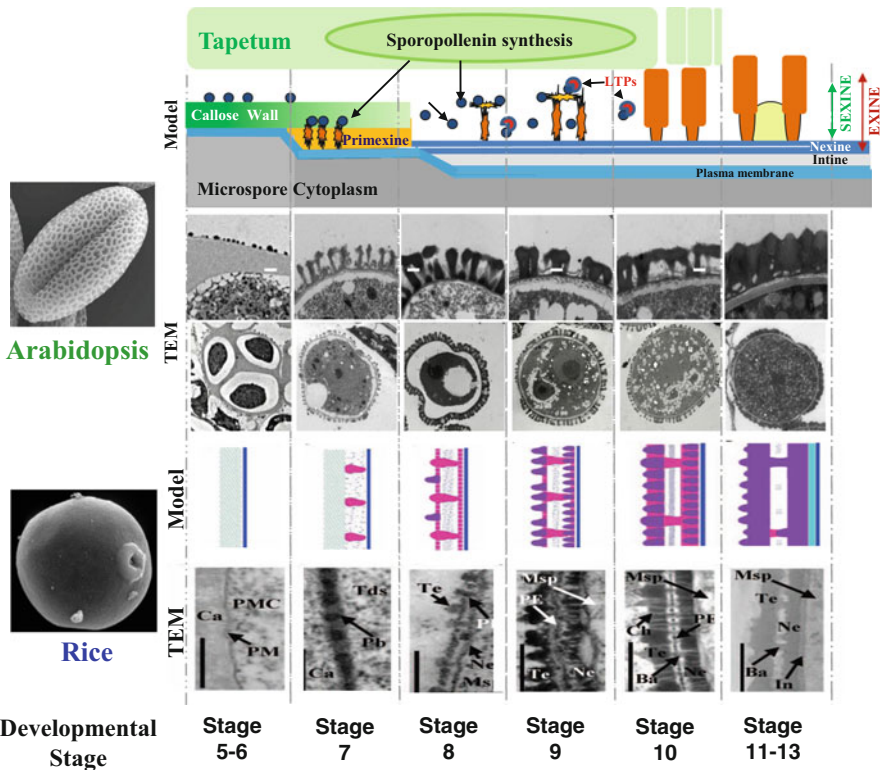 Tapetum
Sporopollenin synthesis
LTPs
Model
Callose Wall
Primexine
SEXINE
EXINE
Nexine
Intine
Plasma membrane
Microspore Cytoplasm
Arabidopsis
TEM
Model
Rice
TEM
Ca
PMC
PM
Tds
Pb
Ca
Te
Ne
Msp
PE
Te
Ne
Msp
Ch
PE
Te
Ba
Ne
Msp
Te
Ne
Ba
In
Developmental
Stage
Stage
5-6
Stage
7
Stage
8
Stage
9
Stage
10
Stage
11-13